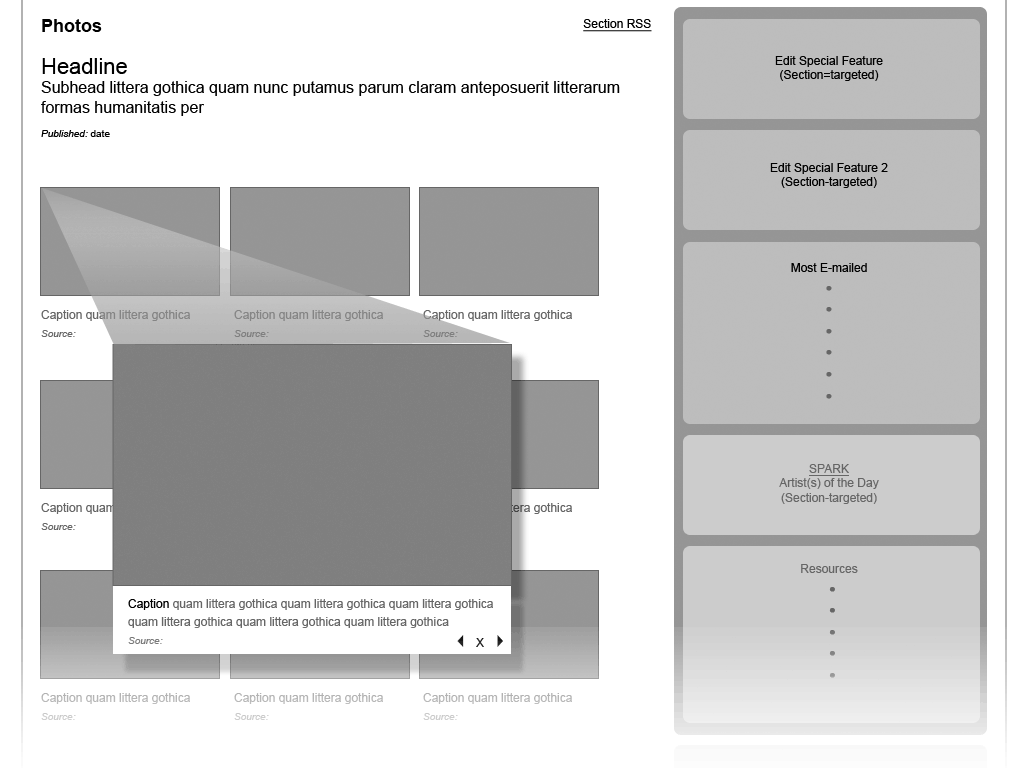 Photos
Section RSS
Headline
Subhead littera gothica quam nunc putamus parum claram anteposuerit litterarum
formas humanitatis per
Published: date
Caption quam littera gothica
Source:
Caption quam littera gothica
Source:
Caption quam littera gothica
Source:
Caption quam
Source:
tera gothica
Caption quam littera gothica quam littera gothica quam littera gothica
quam littera gothica quam littera gothica quam littera gothica
Source:
X
Caption quam littera gothica
Source:
Caption quam littera gothica
Source:
Caption quam littera gothica
Source:
Edit Special Feature
(Section=targeted)
Edit Special Feature 2
(Section-targeted)
Most E-mailed
SPARK
Artist(s) of the Day
(Section-targeted)
Resources